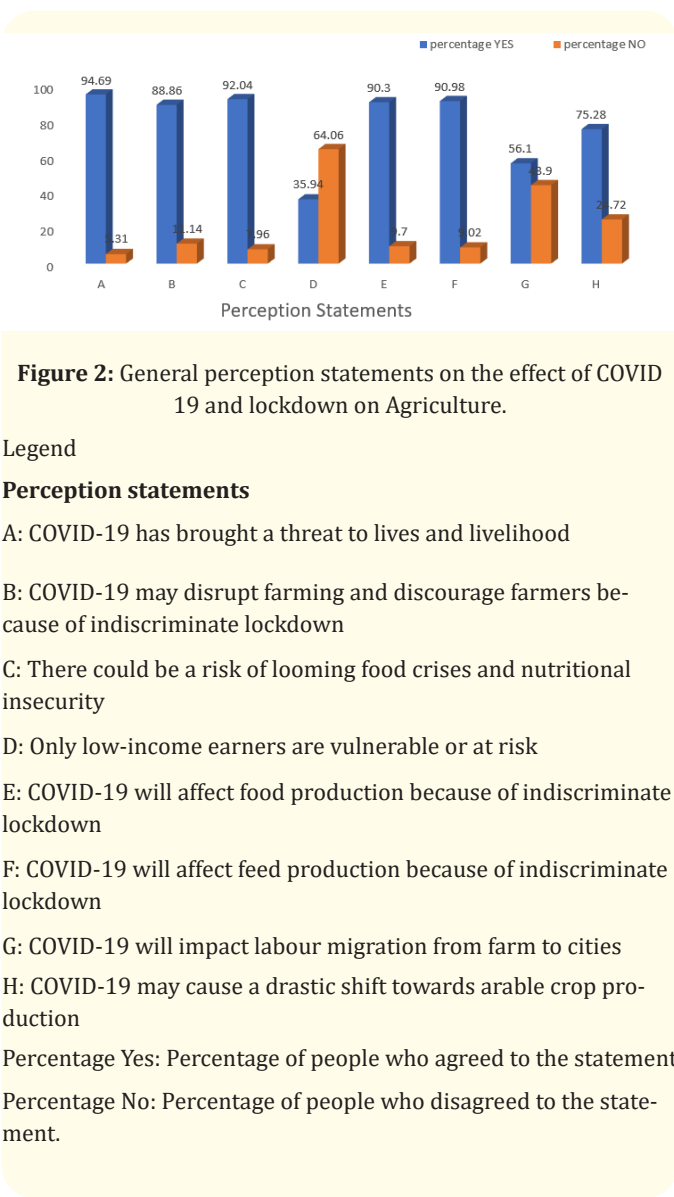 percentage YES percentage NO
94.69
88.86
92.04
90.3
90.98
100
75.28
80
64.06
56.1
60
35.94
40
20
0
A B C D E F G H
Perception Statements
Figure 2: General perception statements on the effect of COVID
19 and lockdown on Agriculture.
Legend
Perception statements
A: COVID-19 has brought a threat to lives and livelihood
B: COVID-19 may disrupt farming and discourage farmers be-
cause of indiscriminate lockdown
C: There could be a risk of looming food crises and nutritional
insecurity
D: Only low-income earners are vulnerable or at risk
E: COVID-19 will affect food production because of indiscriminate
lockdown
F: COVID-19 will affect feed production because of indiscriminate
lockdown
G: COVID-19 will impact labour migration from farm to cities
H: COVID-19 may cause a drastic shift towards arable crop pro-
duction
Percentage Yes: Percentage of people who agreed to the statement
Percentage No: Percentage of people who disagreed to the state-
ment.